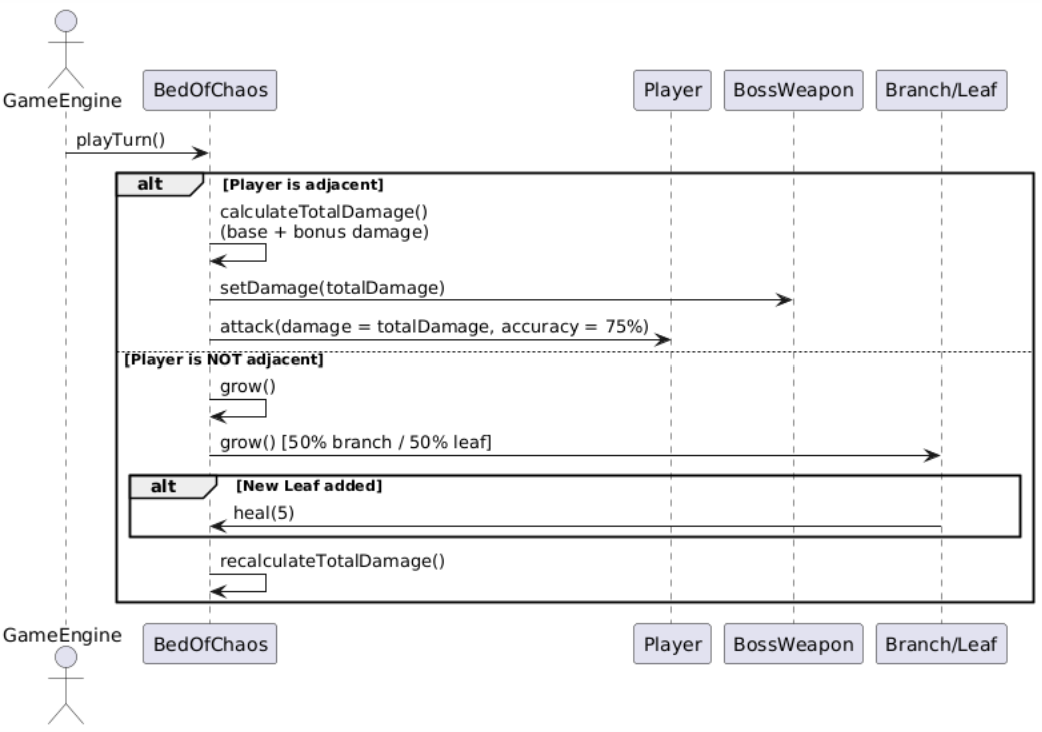 GameEngine
BedOfChaos
Player
BossWeapon
Branch/Leaf
playTurn()
alt
[Player is adjacent]
calculateTotalDamage()
(base + bonus damage)
setDamage(totalDamage)
attack(damage = totalDamage, accuracy = 75%)
[Player is NOT adjacent]
grow()
grow() [50% branch / 50% leaf]
alt
[New Leaf added]
heal(5)
recalculateTotalDamage()
GameEngine
BedOfChaos
Player
BossWeapon
Branch/Leaf